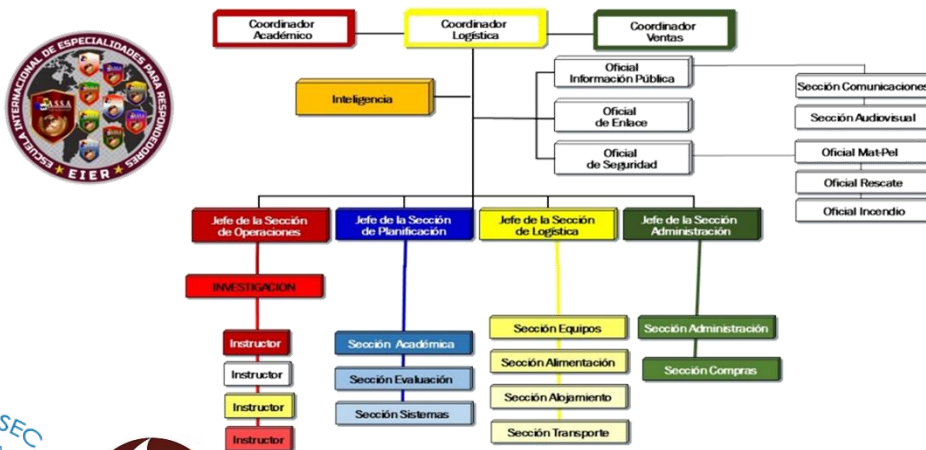 Coordinador
Académico
Coordinador
Logística
Coordinador
Ventas
Oficial
Información Pública
Inteligencia
Sección Comunicaciones
Oficial
de Enlace
Sección Audiovisual
Oficial
de Seguridad
Oficial Mat-Pel
Oficial Rescate
Oficial Incendio
ESCUELA INTERNACIONAL DE ESPECIALIDADES PARA RESPONDEDORES
EIER
S.A.S.S.A
Jefe de la Sección
de Operaciones
Jefe de la Sección
de Planificación
Jefe de la Sección
de Logística
Jefe de la Sección
Administración
INVESTIGACION
Instructor
Instructor
Instructor
Instructor
Sección Académica
Sección Evaluación
Sección Sistemas
Sección Equipos
Sección Alimentación
Sección Alojamiento
Sección Transporte
Sección Administración
Sección Compras
SEC